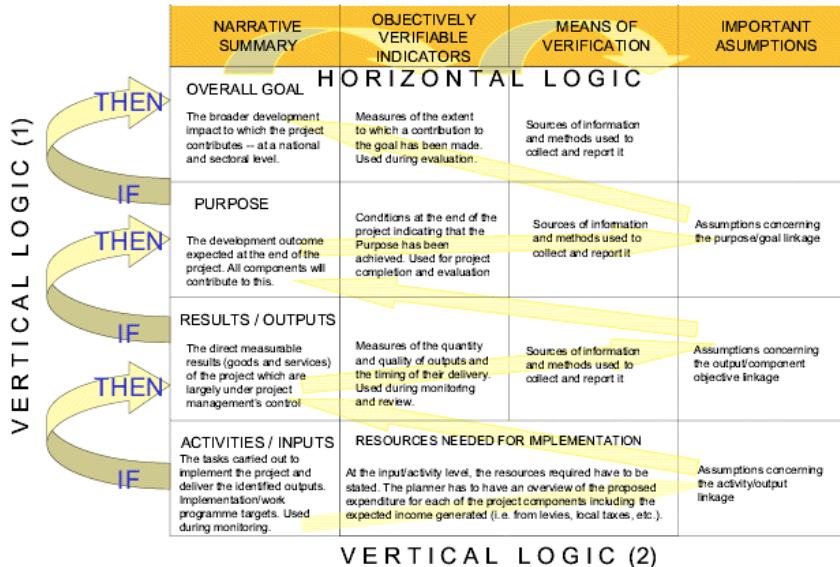 NARRATIVE
SUMMARY
OBJECTIVELY
VERIFIABLE
INDICATORS
MEANS OF
VERIFICATION
IMPORTANT
ASUMPTIONS
HORIZONTAL LOGIC
VERTICAL LOGIC (1)
THEN
IF
THEN
IF
THEN
IF
OVERALL GOAL
The broader development
impact to which the project
contributes -- at a national
and sectoral level.
Measures of the extent
to which a contribution to
the goal has been made.
Used during evaluation.
Sources of information
and methods used to
collect and report it
PURPOSE
The development outcome
expected at the end of the
project. All components will
contribute to this.
Conditions at the end of the
project indicating that the
Purpose has been
achieved. Used for project
completion and evaluation
Sources of information
and methods used to
collect and report it
Assumptions concerning
the purpose/goal linkage
RESULTS / OUTPUTS
The direct measurable
results (goods and services)
of the project which are
largely under project
management's control
Measures of the quantity
and quality of outputs and
the timing of their delivery.
Used during monitoring
and review.
Sources of information
and methods used to
collect and report it
Assumptions concerning
the output/component
objective linkage
ACTIVITIES / INPUTS
The tasks carried out to
implement the project and
deliver the identified outputs.
Implementation/work
programme targets. Used
during monitoring.
RESOURCES NEEDED FOR IMPLEMENTATION
At the input/activity level, the resources required have to be
stated. The planner has to have an overview of the proposed
expenditure for each of the project components including the
expected income generated (i.e. from levies, local taxes, etc.).
Assumptions concerning
the activity/output
linkage
VERTICAL LOGIC (2)